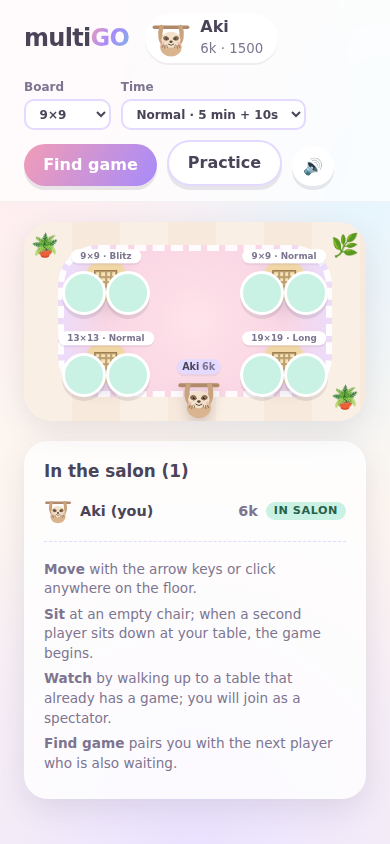 multiGO
Aki
6k · 1500
Board
Time
9×9
Normal · 5 min + 10s
Find game
Practice
9×9 · Blitz
9×9 · Normal
13×13 · Normal
19×19 · Long
Aki 6k
In the salon (1)
Aki (you)
6k
IN SALON
Move with the arrow keys or click
anywhere on the floor.
Sit at an empty chair; when a second
player sits down at your table, the game
begins.
Watch by walking up to a table that
already has a game; you will join as a
spectator.
Find game pairs you with the next player
who is also waiting.